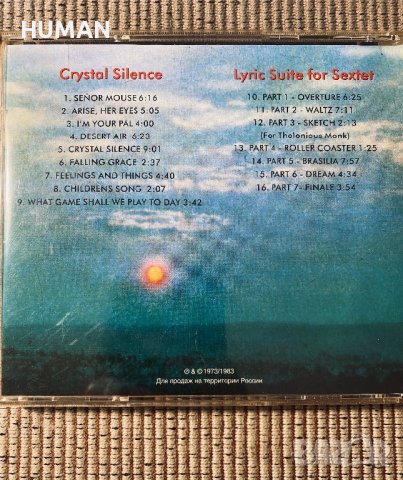 HUMAN
Crystal Silence
1. SEÑOR MOUSE 6:16
2. ARISE, HER EYES 5:05
3. I'M YOUR PAL 4:00
4. DESERT AIR 6:23
5. CRYSTAL SILENCE 9:01
6. FALLING GRACE 2:37
7. FEELINGS AND THINGS 4:40
8. CHILDRENS SONG 2:07
9. WHAT GAME SHALL WE PLAY TO DAY 3:42
Lyric Suite for Sextet
10. PART 1 - OVERTURE 6:25
11. PART 2 - WALTZ 7:11
12. PART 3 - SKETCH 2:13
(For Thelonious Monk)
13. PART 4 - ROLLER COASTER 1:25
14. PART 5 - BRASILIA 7:57
15. PART 6 - DREAM 4:34
16. PART 7- FINALE 3:54
℗ & © 1973/1983
Для продаж на территории России